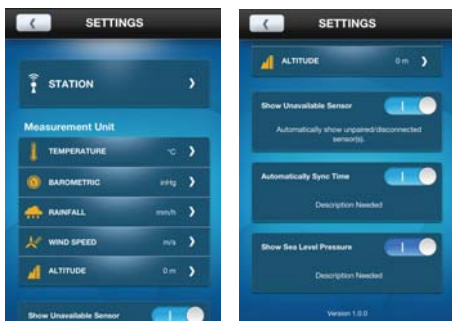 SETTINGS
STATION
Measurement Unit
TEMPERATURE °C
BAROMETRIC inHg
RAINFALL mm/h
WIND SPEED m/s
ALTITUDE 0 m
Show Unavailable Sensor
SETTINGS
ALTITUDE 0 m
Show Unavailable Sensor
Automatically show unpaired/disconnected
sensor(s).
Automatically Sync Time
Description Needed
Show Sea Level Pressure
Description Needed
Version 1.0.0